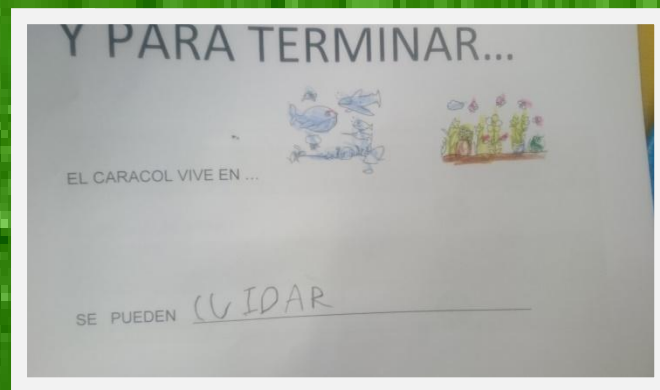 Y PARA TERMINAR...
EL CARACOL VIVE EN ...
SE PUEDEN CUIDAR